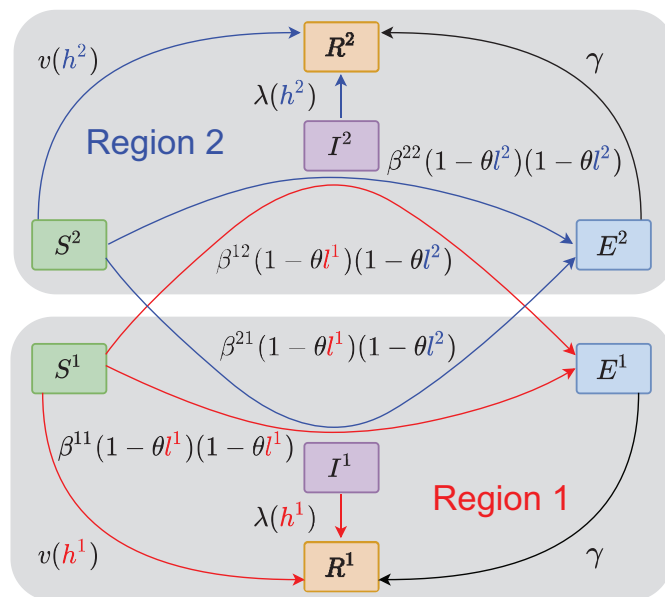 R²
v(h²)
γ
λ(h²)
Region 2
I²
β²²(1 − θl²)(1 − θl²)
S²
E²
β¹²(1 − θl¹)(1 − θl²)
β²¹(1 − θl¹)(1 − θl²)
S¹
E¹
β¹¹(1 − θl¹)(1 − θl¹)
I¹
Region 1
λ(h¹)
v(h¹)
R¹
γ